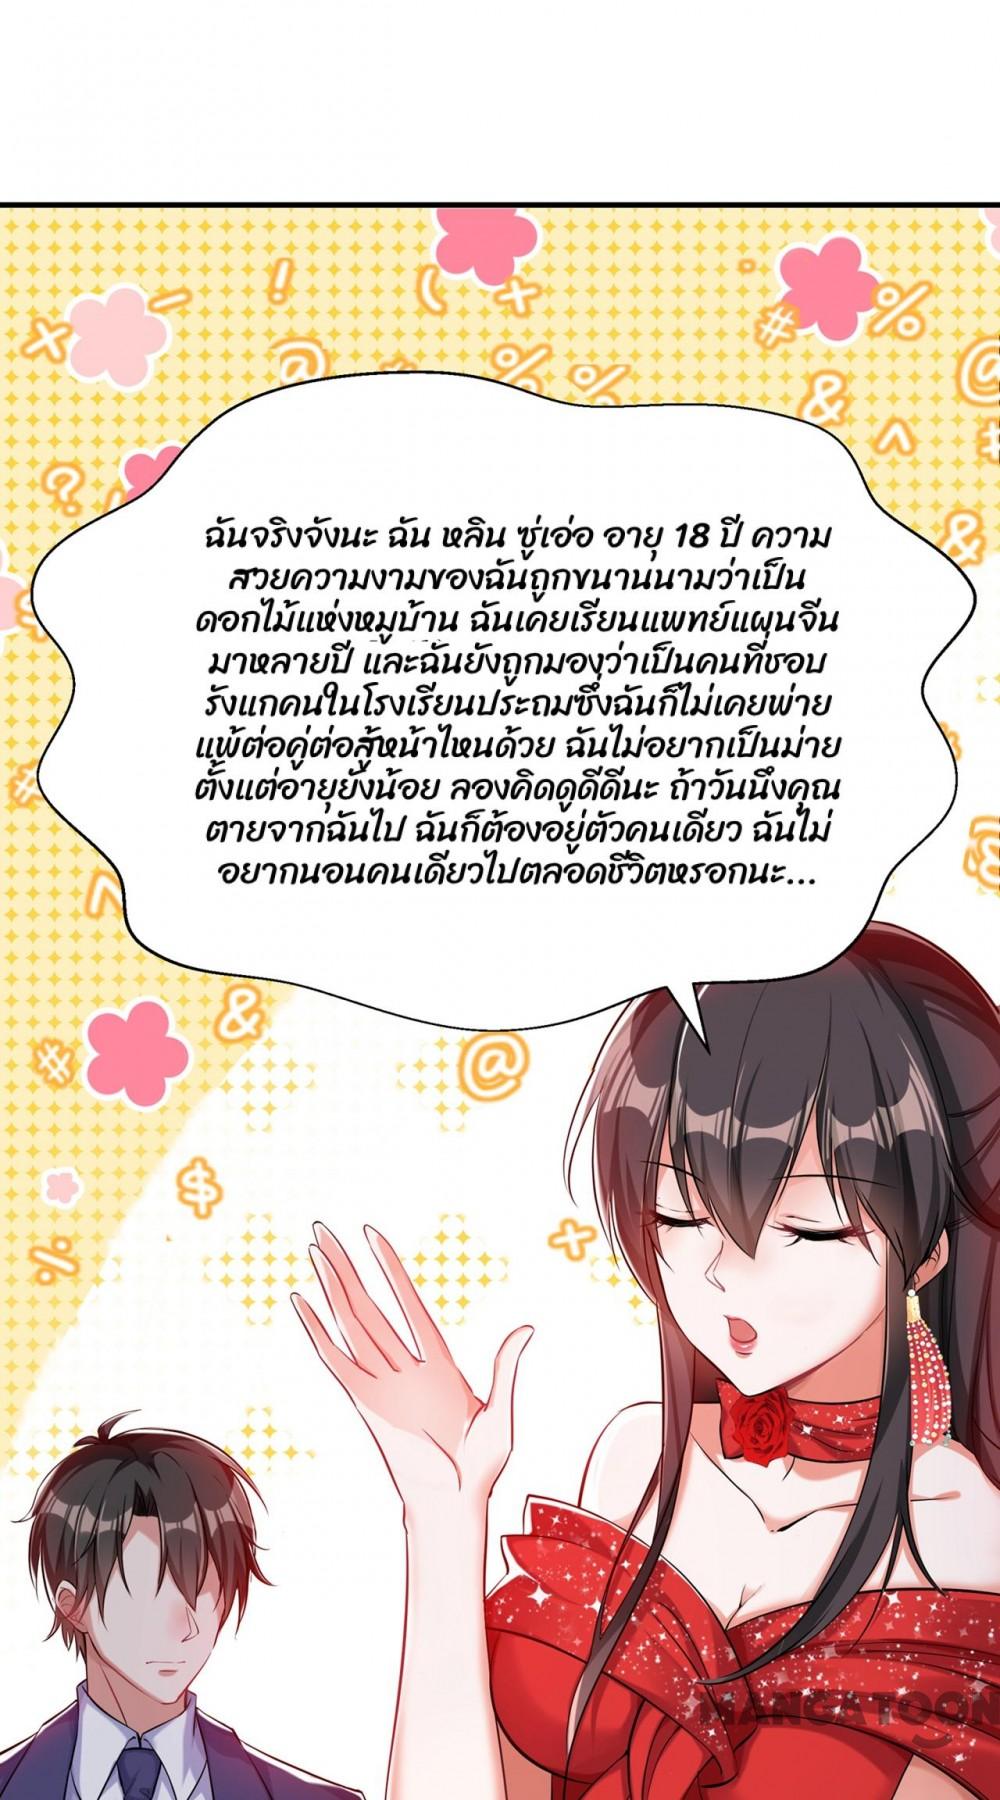 ฉันจริงจังนะ ฉัน หลิน ซู่เอ่อ อายุ 18 ปี ความ
สวยความงามของฉันถูกขนานนามว่าเป็น
ดอกไม้แห่งหมู่บ้าน ฉันเคยเรียนแพทย์แผนจีน
มาหลายปี และฉันยังถูกมองว่าเป็นคนที่ชอบ
รังแกคนในโรงเรียนประถมซึ่งฉันก็ไม่เคยพ่าย
แพ้ต่อคู่ต่อสู้หน้าไหนด้วย ฉันไม่อยากเป็นม่าย
ตั้งแต่อายุยังน้อย ลองคิดดูดีดีนะ ถ้าวันนึงคุณ
ตายจากฉันไป ฉันก็ต้องอยู่ตัวคนเดียว ฉันไม่
อยากนอนคนเดียวไปตลอดชีวิตหรอกนะ...
MANGATOON